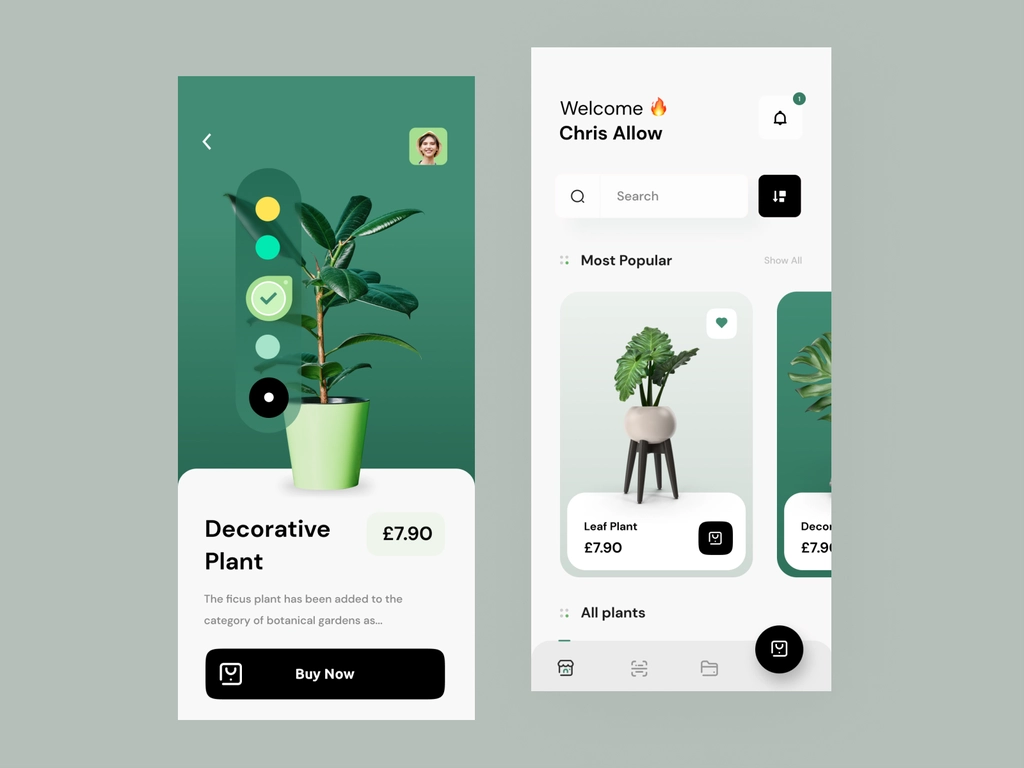 Decorative
Plant
£7.90
The ficus plant has been added to the
category of botanical gardens as...
Buy Now
Welcome 🔥
Chris Allow
1
Search
Most Popular
Show All
Leaf Plant
£7.90
Decor
£7.9
All plants